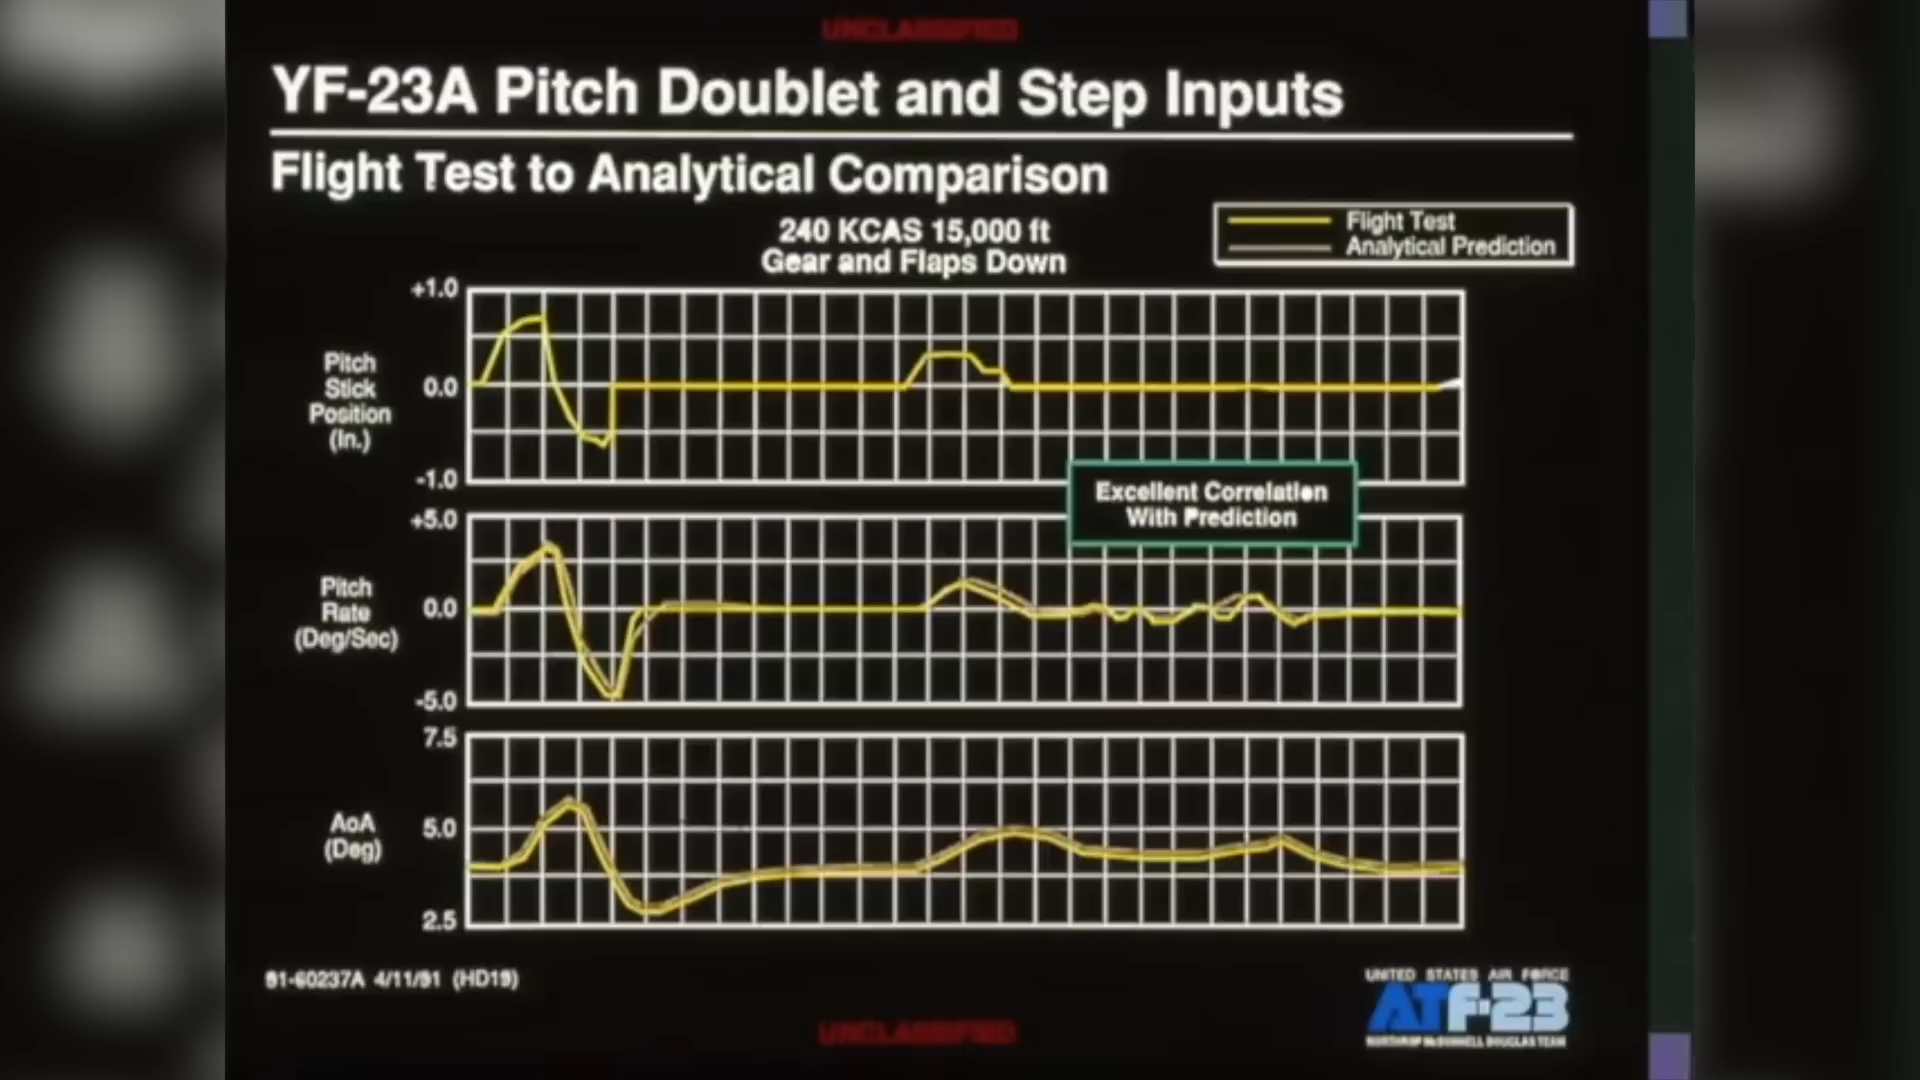 UNCLASSIFIED
YF-23A Pitch Doublet and Step Inputs
Flight Test to Analytical Comparison
240 KCAS 15,000 ft
Gear and Flaps Down
Flight Test
Analytical Prediction
+1.0
Pitch
Stick
Position
(In.)
0.0
-1.0
Excellent Correlation
With Prediction
+5.0
Pitch
Rate
(Deg/Sec)
0.0
-5.0
7.5
AoA
(Deg)
5.0
2.5
91-60237A 4/11/91 (HD19)
UNITED STATES AIR FORCE
ATF-23
NORTHROP McDONNELL DOUGLAS TEAM
UNCLASSIFIED